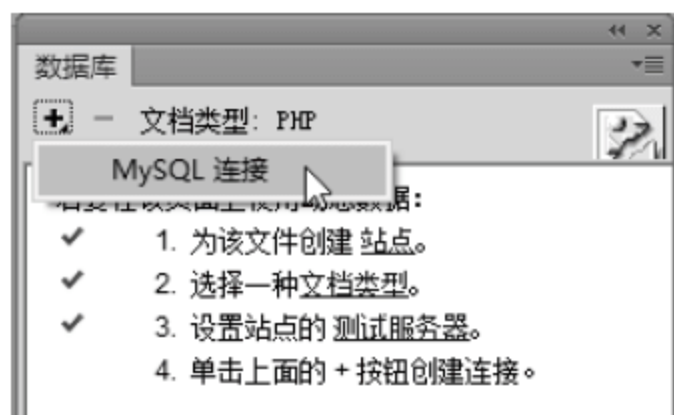 数据库
文档类型: PHP
MySQL 连接
据:
1. 为该文件创建 站点。
2. 选择一种文档类型。
3. 设置站点的 测试服务器。
4. 单击上面的 + 按钮创建连接。